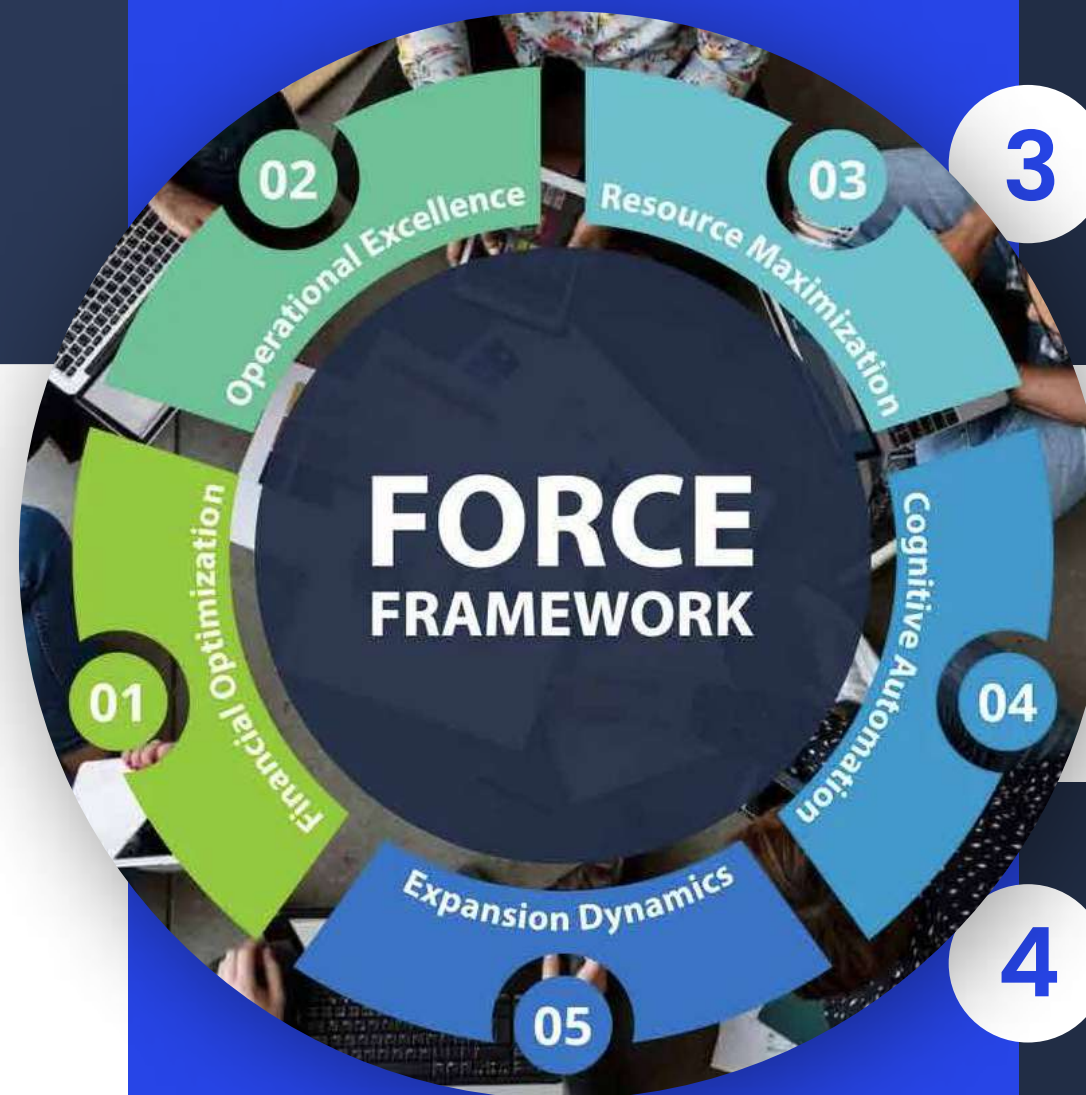 FORCE
FRAMEWORK
01
Financial Optimization
02
Operational Excellence
03
Resource Maximization
04
Cognitive Automation
05
Expansion Dynamics
3
4